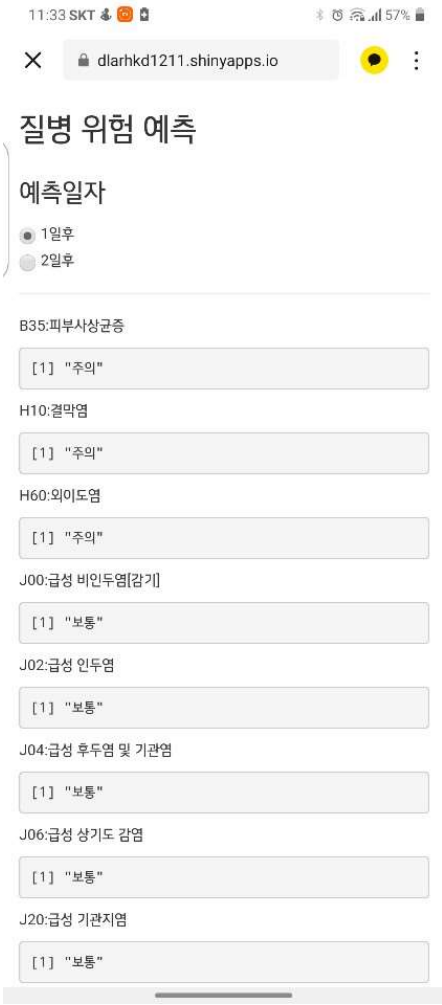 11:33 SKT 57%
dlarhkd1211.shinyapps.io
질병 위험 예측
예측일자
1일후
2일후
B35:피부사상균증
[1] "주의"
H10:결막염
[1] "주의"
H60:외이도염
[1] "주의"
J00:급성 비인두염[감기]
[1] "보통"
J02:급성 인두염
[1] "보통"
J04:급성 후두염 및 기관염
[1] "보통"
J06:급성 상기도 감염
[1] "보통"
J20:급성 기관지염
[1] "보통"